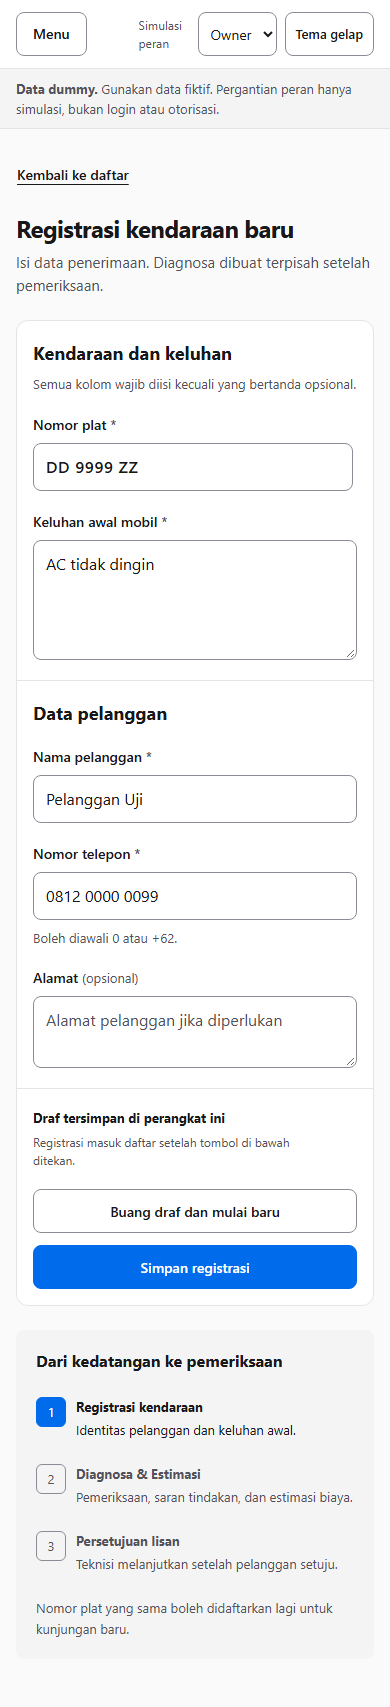 Menu
Simulasi peran
Owner
Tema gelap
Data dummy. Gunakan data fiktif. Pergantian peran hanya
simulasi, bukan login atau otorisasi.
Kembali ke daftar
Registrasi kendaraan baru
Isi data penerimaan. Diagnosa dibuat terpisah setelah
pemeriksaan.
Kendaraan dan keluhan
Semua kolom wajib diisi kecuali yang bertanda opsional.
Nomor plat *
DD 9999 ZZ
Keluhan awal mobil *
AC tidak dingin
Data pelanggan
Nama pelanggan *
Pelanggan Uji
Nomor telepon *
0812 0000 0099
Boleh diawali 0 atau +62.
Alamat (opsional)
Alamat pelanggan jika diperlukan
Draf tersimpan di perangkat ini
Registrasi masuk daftar setelah tombol di bawah
ditekan.
Buang draf dan mulai baru
Simpan registrasi
Dari kedatangan ke pemeriksaan
1
Registrasi kendaraan
Identitas pelanggan dan keluhan awal.
2
Diagnosa & Estimasi
Pemeriksaan, saran tindakan, dan estimasi biaya.
3
Persetujuan lisan
Teknisi melanjutkan setelah pelanggan setuju.
Nomor plat yang sama boleh didaftarkan lagi untuk
kunjungan baru.